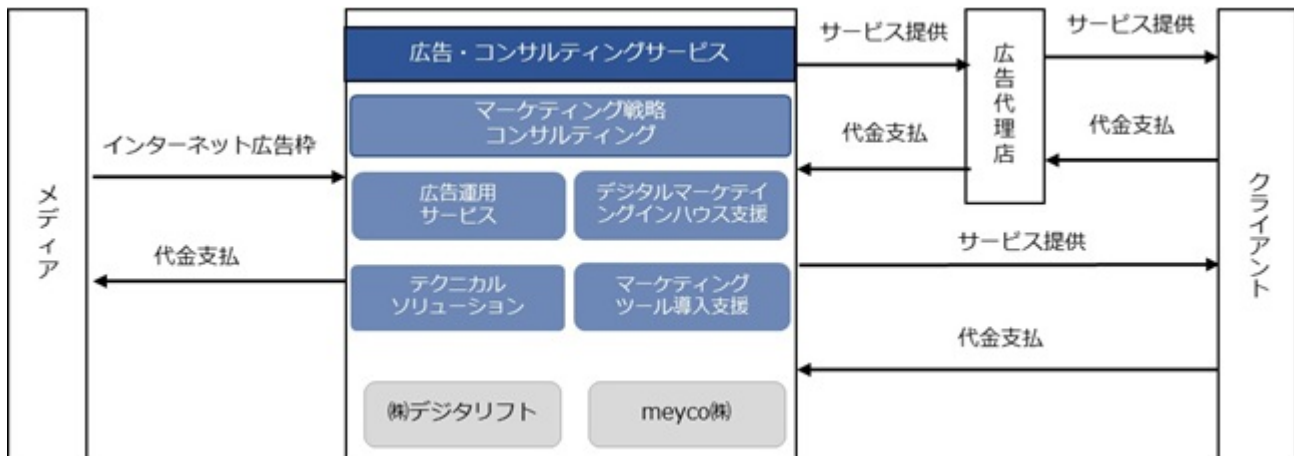 メディア
インターネット広告枠
代金支払
広告・コンサルティングサービス
マーケティング戦略
コンサルティング
広告運用
サービス
デジタルマーケテイ
ングインハウス支援
テクニカル
ソリューション
マーケティング
ツール導入支援
㈱デジタリフト
meyco㈱
サービス提供
代金支払
広告代理店
サービス提供
代金支払
サービス提供
代金支払
クライアント